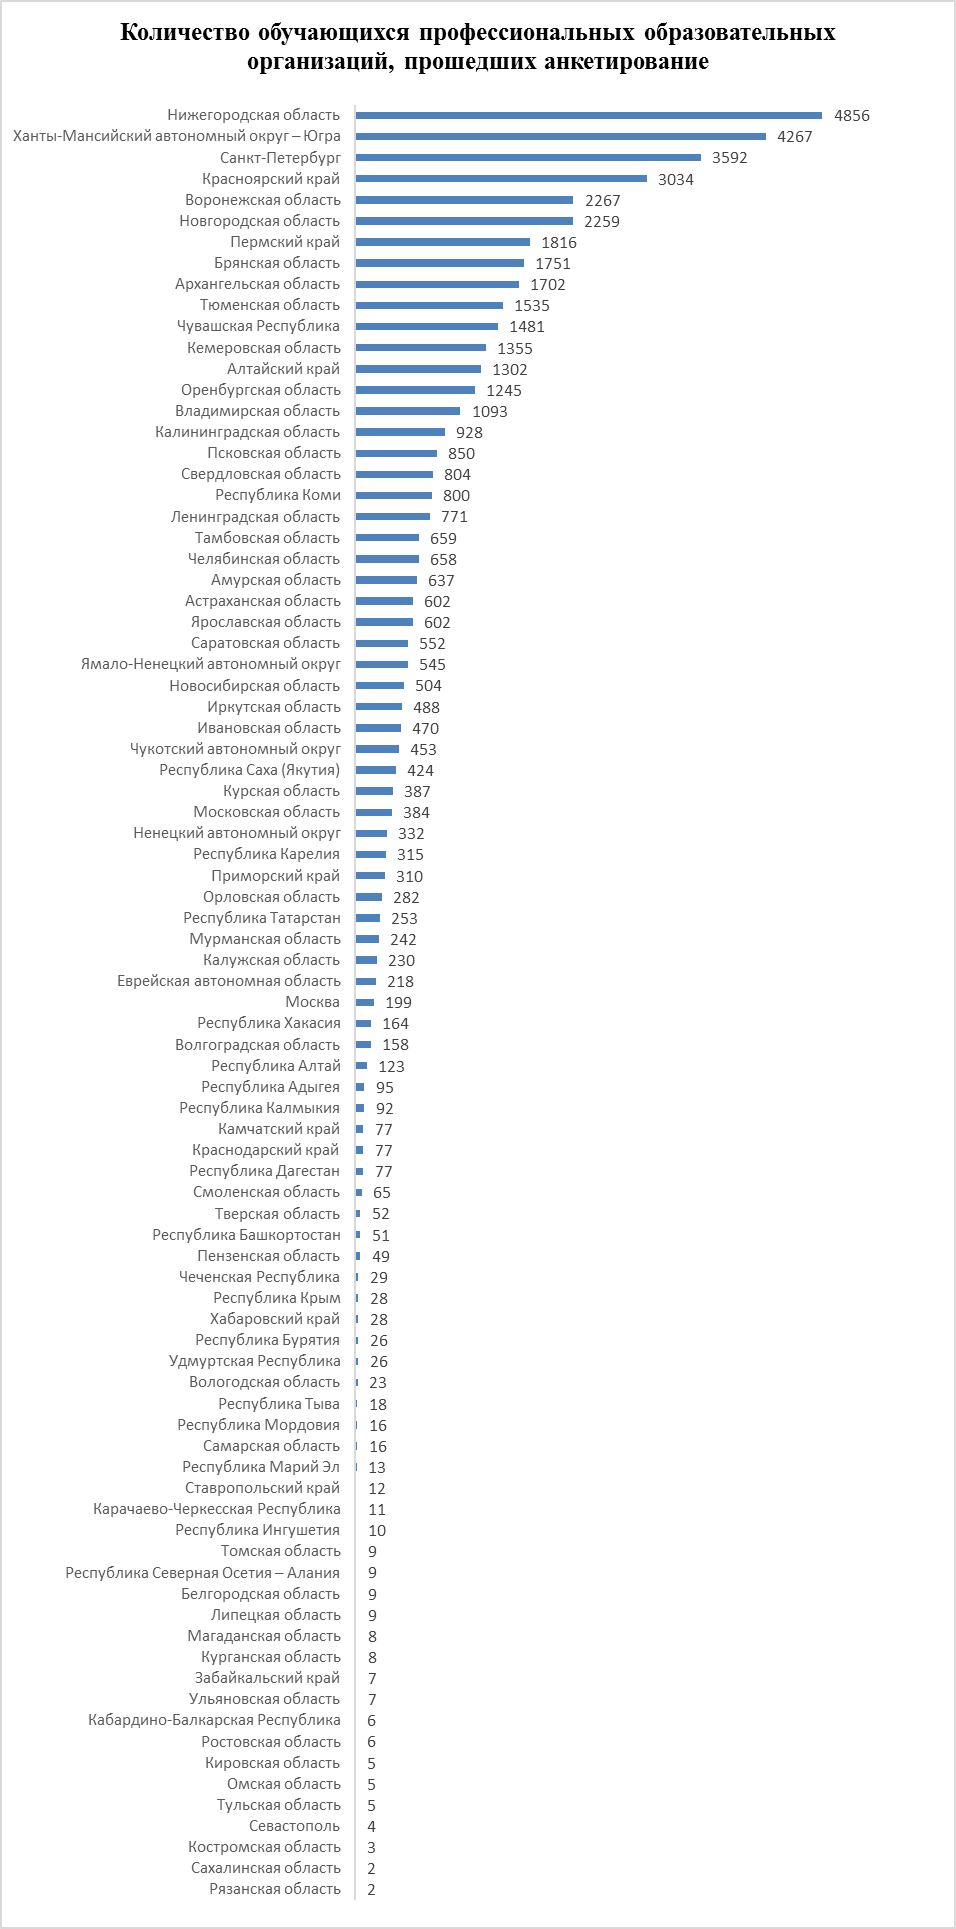 Количество обучающихся профессиональных образовательных
организаций, прошедших анкетирование
Нижегородская область 4856
Ханты-Мансийский автономный округ – Югра 4267
Санкт-Петербург 3592
Красноярский край 3034
Воронежская область 2267
Новгородская область 2259
Пермский край 1816
Брянская область 1751
Архангельская область 1702
Тюменская область 1535
Чувашская Республика 1481
Кемеровская область 1355
Алтайский край 1302
Оренбургская область 1245
Владимирская область 1093
Калининградская область 928
Псковская область 850
Свердловская область 804
Республика Коми 800
Ленинградская область 771
Тамбовская область 659
Челябинская область 658
Амурская область 637
Астраханская область 602
Ярославская область 602
Саратовская область 552
Ямало-Ненецкий автономный округ 545
Новосибирская область 504
Иркутская область 488
Ивановская область 470
Чукотский автономный округ 453
Республика Саха (Якутия) 424
Курская область 387
Московская область 384
Ненецкий автономный округ 332
Республика Карелия 315
Приморский край 310
Орловская область 282
Республика Татарстан 253
Мурманская область 242
Калужская область 230
Еврейская автономная область 218
Москва 199
Республика Хакасия 164
Волгоградская область 158
Республика Алтай 123
Республика Адыгея 95
Республика Калмыкия 92
Камчатский край 77
Краснодарский край 77
Республика Дагестан 77
Смоленская область 65
Тверская область 52
Республика Башкортостан 51
Пензенская область 49
Чеченская Республика 29
Республика Крым 28
Хабаровский край 28
Республика Бурятия 26
Удмуртская Республика 26
Вологодская область 23
Республика Тыва 18
Республика Мордовия 16
Самарская область 16
Республика Марий Эл 13
Ставропольский край 12
Карачаево-Черкесская Республика 11
Республика Ингушетия 10
Томская область 9
Республика Северная Осетия – Алания 9
Белгородская область 9
Липецкая область 9
Магаданская область 8
Курганская область 8
Забайкальский край 7
Ульяновская область 7
Кабардино-Балкарская Республика 6
Ростовская область 6
Кировская область 5
Омская область 5
Тульская область 5
Севастополь 4
Костромская область 3
Сахалинская область 2
Рязанская область 2